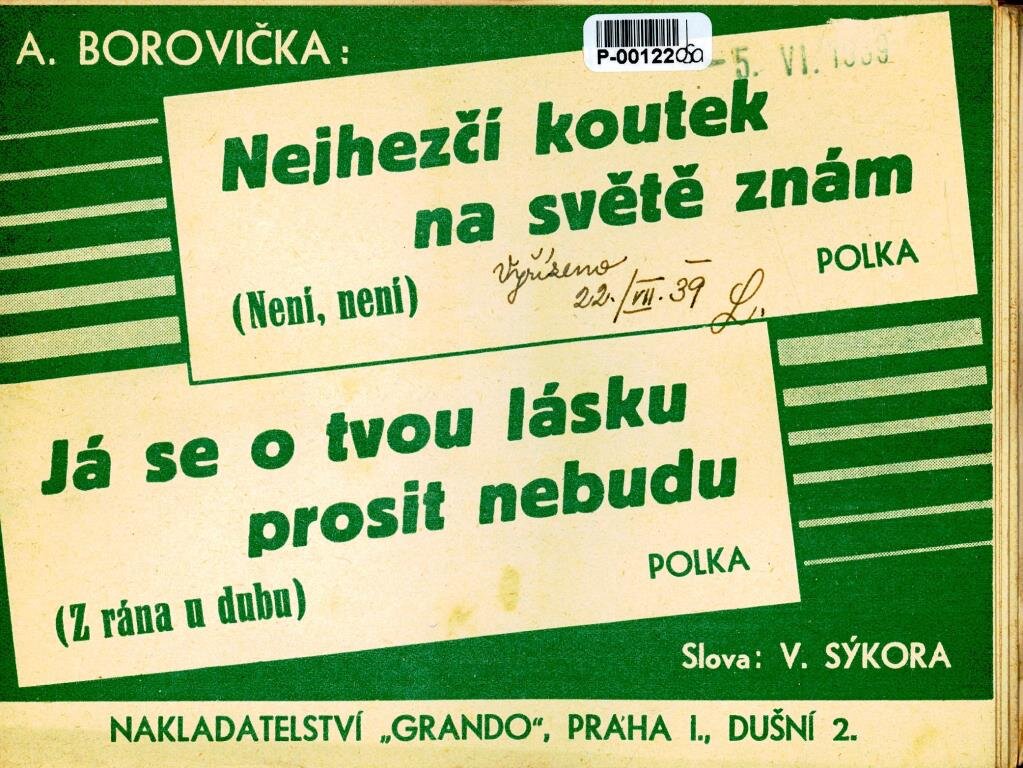 A. BOROVIČKA:
P-00122
5. VI. 1939
Nejhezčí koutek
na světě znám
POLKA
(Není, není)
Vyřízeno
22./VII. 39
L.
Já se o tvou lásku
prosit nebudu
POLKA
(Z rána u dubu)
Slova: V. SÝKORA
NAKLADATELSTVÍ „GRANDO“, PRAHA I., DUŠNÍ 2.